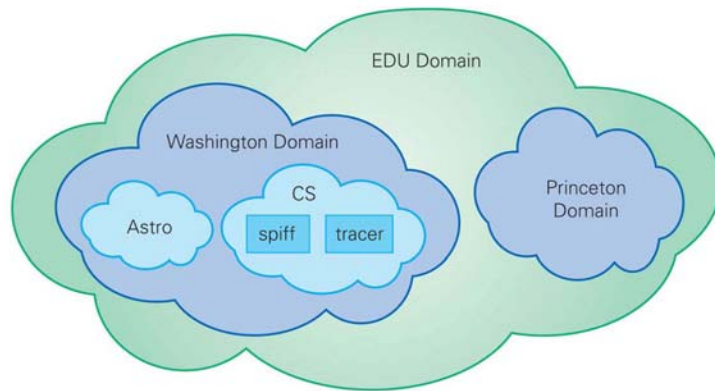 EDU Domain
Washington Domain
Princeton
Domain
CS
Astro
spiff
tracer